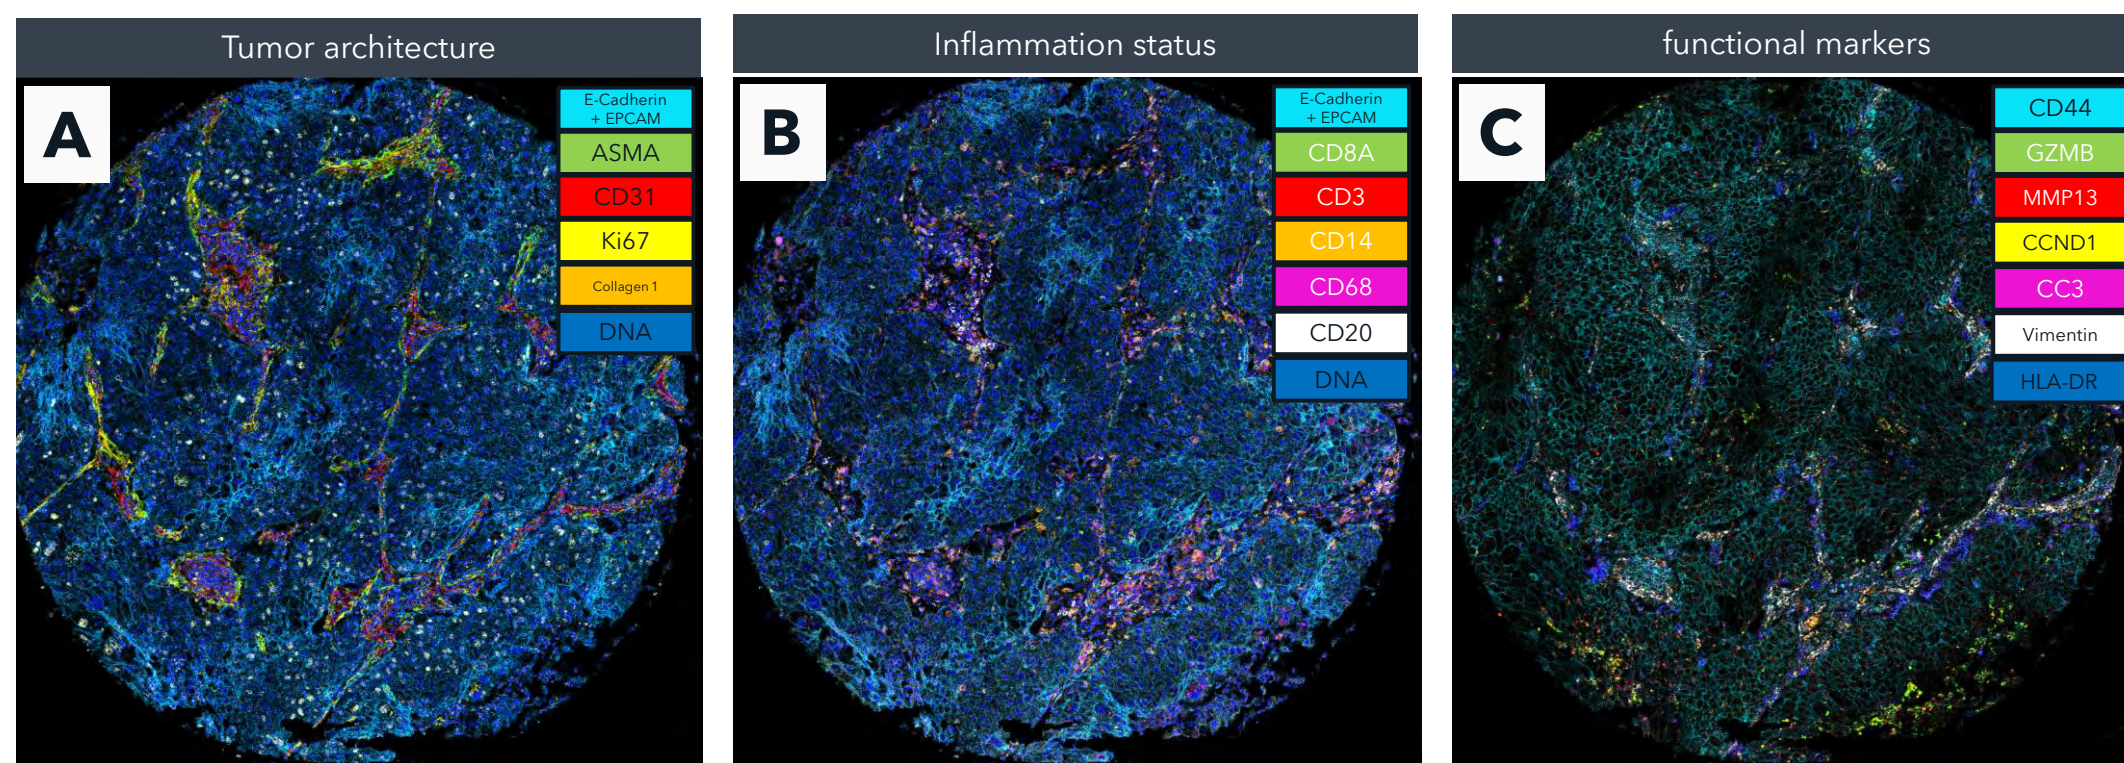 Tumor architecture
A
E-Cadherin
+ EPCAM
ASMA
CD31
Ki67
Collagen 1
DNA
Inflammation status
B
E-Cadherin
+ EPCAM
CD8A
CD3
CD14
CD68
CD20
DNA
functional markers
C
CD44
GZMB
MMP13
CCND1
CC3
Vimentin
HLA-DR